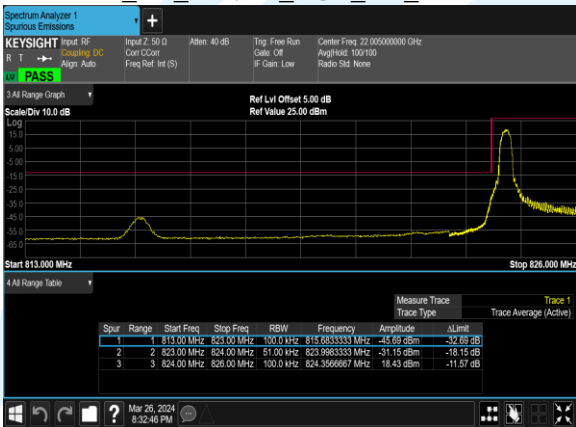 Spectrum Analyzer 1
Spurious Emissions
KEYSIGHT
R T
LXI PASS
Input: RF
Coupling: DC
Align: Auto
Input Z: 50 Ω
Corr CCorr
Freq Ref: Int (S)
Atten: 40 dB
Trig: Free Run
Gate: Off
IF Gain: Low
Center Freq: 22.005000000 GHz
Avg|Hold: 100/100
Radio Std: None
3 All Range Graph
Scale/Div 10.0 dB
Ref Lvl Offset 5.00 dB
Ref Value 25.00 dBm
Log
15.0
5.00
-5.00
-15.0
-25.0
-35.0
-45.0
-55.0
-65.0
Start 813.000 MHz
Stop 826.000 MHz
4 All Range Table
Measure Trace Trace 1
Trace Type Trace Average (Active)
Spur Range Start Freq Stop Freq RBW Frequency Amplitude ΔLimit
1 1 813.00 MHz 823.00 MHz 100.0 kHz 815.6833333 MHz -45.69 dBm -32.69 dB
2 2 823.00 MHz 824.00 MHz 51.00 kHz 823.9983333 MHz -31.15 dBm -18.15 dB
3 3 824.00 MHz 826.00 MHz 100.0 kHz 824.3566667 MHz 18.43 dBm -11.57 dB
?
Mar 26, 2024
8:32:46 PM